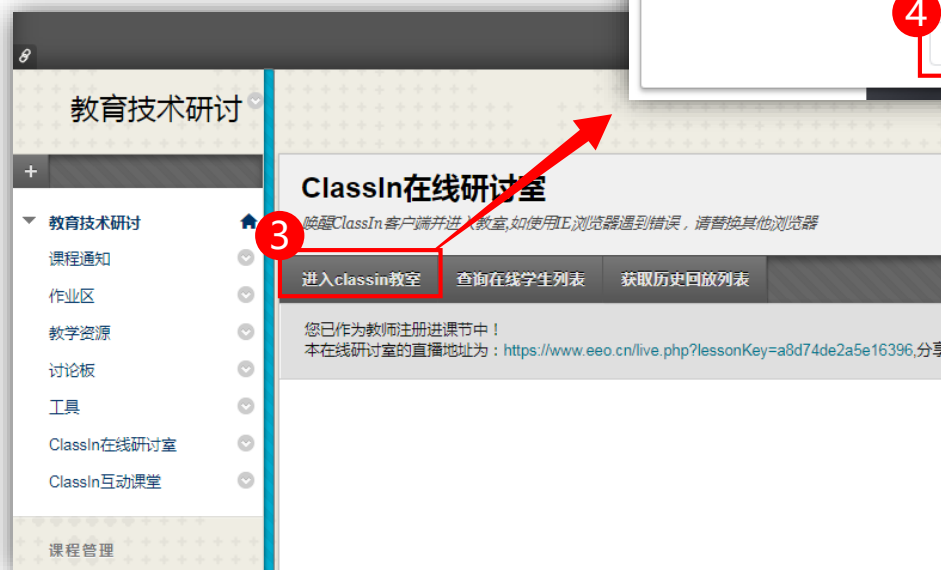 4
教育技术研讨
+
ClassIn在线研讨室
唤醒ClassIn客户端并进入教室,如使用IE浏览器遇到错误，请替换其他浏览器
3
教育技术研讨
进入classin教室 查询在线学生列表 获取历史回放列表
课程通知
作业区
教学资源
讨论板
工具
ClassIn在线研讨室
ClassIn互动课堂
课程管理
您已作为教师注册进课节中！
本在线研讨室的直播地址为：https://www.eeo.cn/live.php?lessonKey=a8d74de2a5e16396,分享